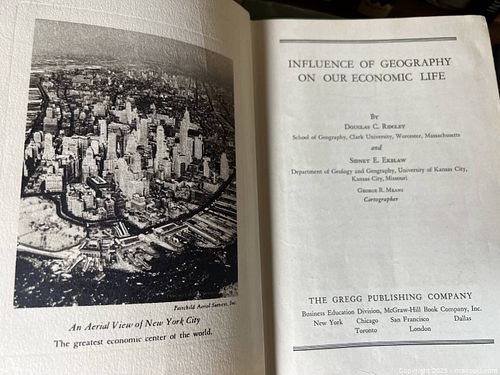 Fairchild Aerial Surveys, Inc.
An Aerial View of New York City
The greatest economic center of the world.
INFLUENCE OF GEOGRAPHY
ON OUR ECONOMIC LIFE
By
Douglas C. Ridgley
School of Geography, Clark University, Worcester, Massachusetts
and
Sidney E. Ekblaw
Department of Geology and Geography, University of Kansas City,
Kansas City, Missouri
George R. Means
Cartographer
THE GREGG PUBLISHING COMPANY
Business Education Division, McGraw-Hill Book Company, Inc.
New York Chicago San Francisco Dallas
Toronto London